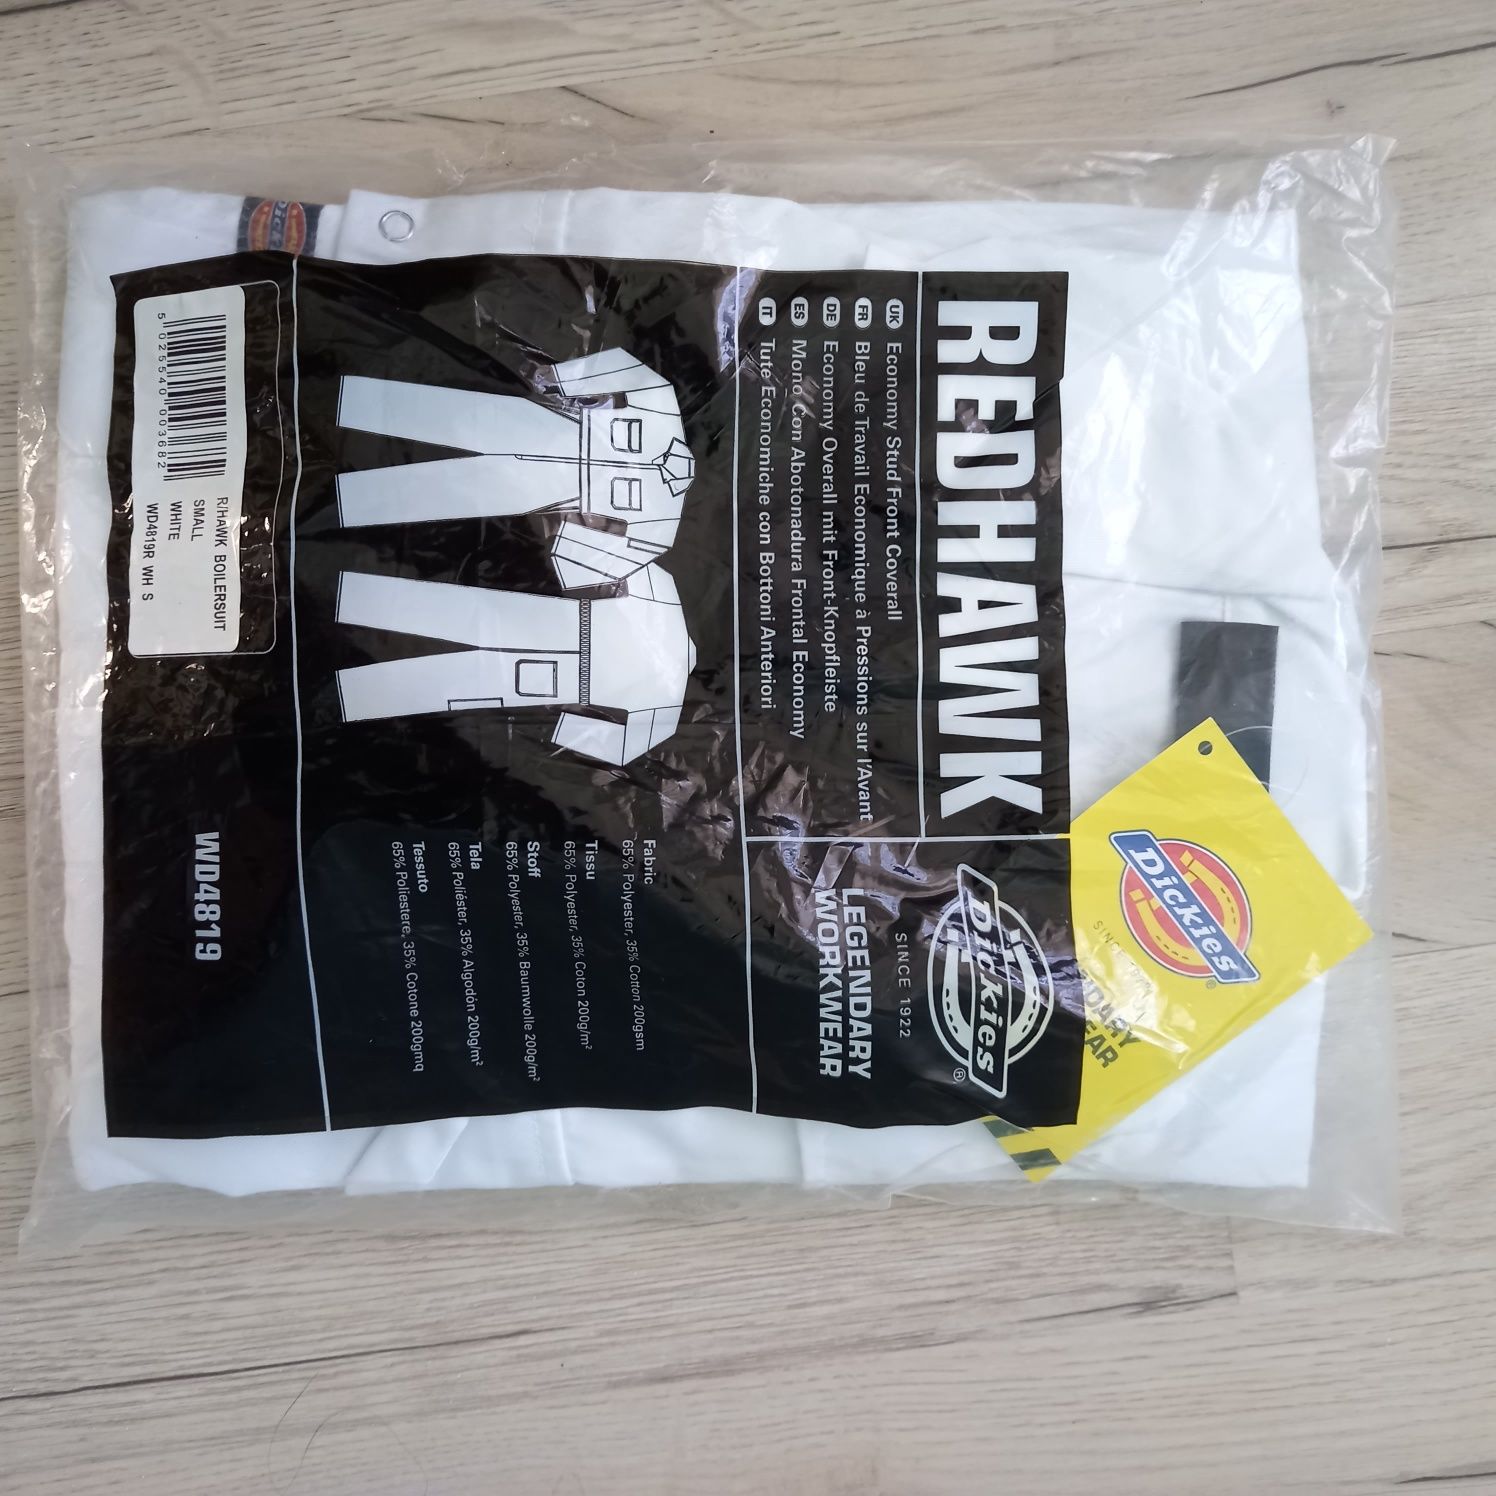 REDHAWK
UK Economy Stud Front Coverall
FR Bleu de Travail Economique à Pressions sur l'Avant
DE Economy Overall mit Front-Knopfleiste
ES Mono Con Abotonadura Frontal Economy
IT Tute Economiche con Bottoni Anteriori
Dickies®
SINCE 1922
LEGENDARY
WORKWEAR
Fabric
65% Polyester, 35% Cotton 200gsm
Tissu
65% Polyester, 35% Coton 200g/m²
Stoff
65% Polyester, 35% Baumwolle 200g/m²
Tela
65% Poliéster, 35% Algodón 200g/m²
Tessuto
65% Poliestere, 35% Cotone 200gmq
R/HAWK BOILERSUIT
SMALL
WHITE
WD4819R WH S
5 025540 003682
WD4819
Dickies®